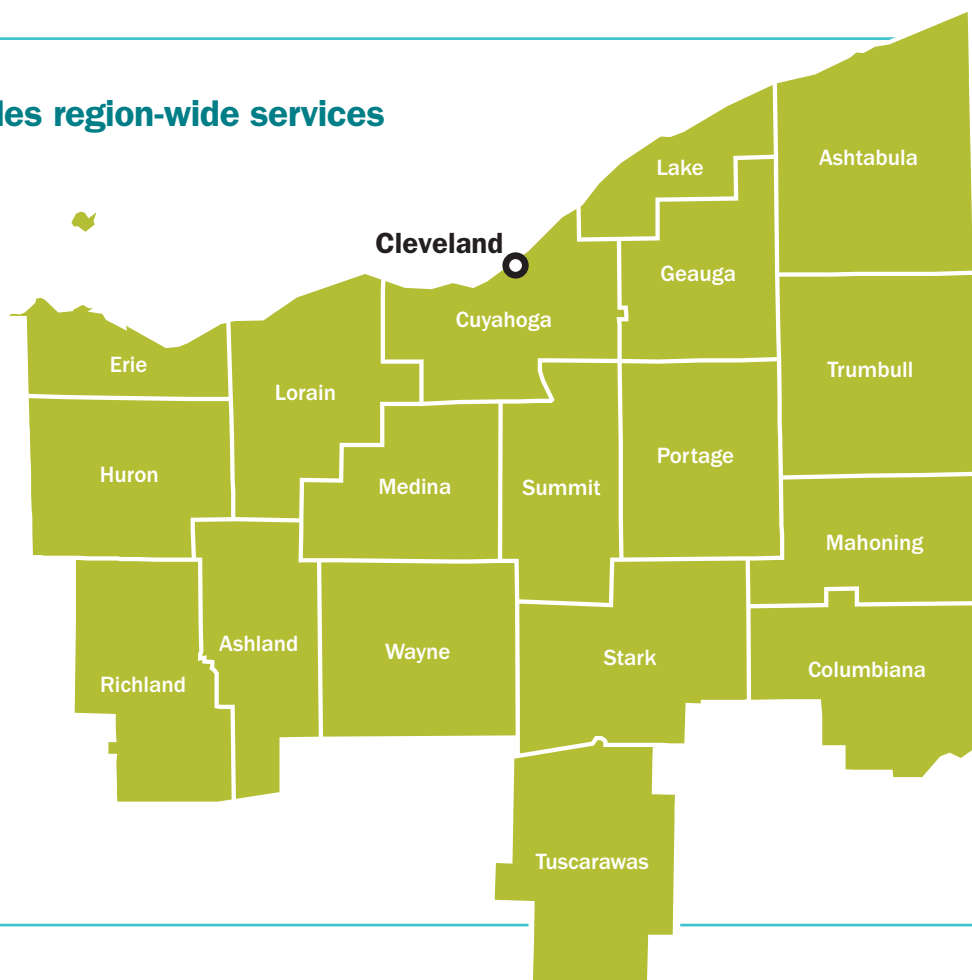 region-wide services
Ashtabula
Lake
Cleveland
Geauga
Cuyahoga
Erie
Trumbull
Lorain
Portage
Huron
Medina
Summit
Mahoning
Ashland
Wayne
Stark
Columbiana
Richland
Tuscarawas